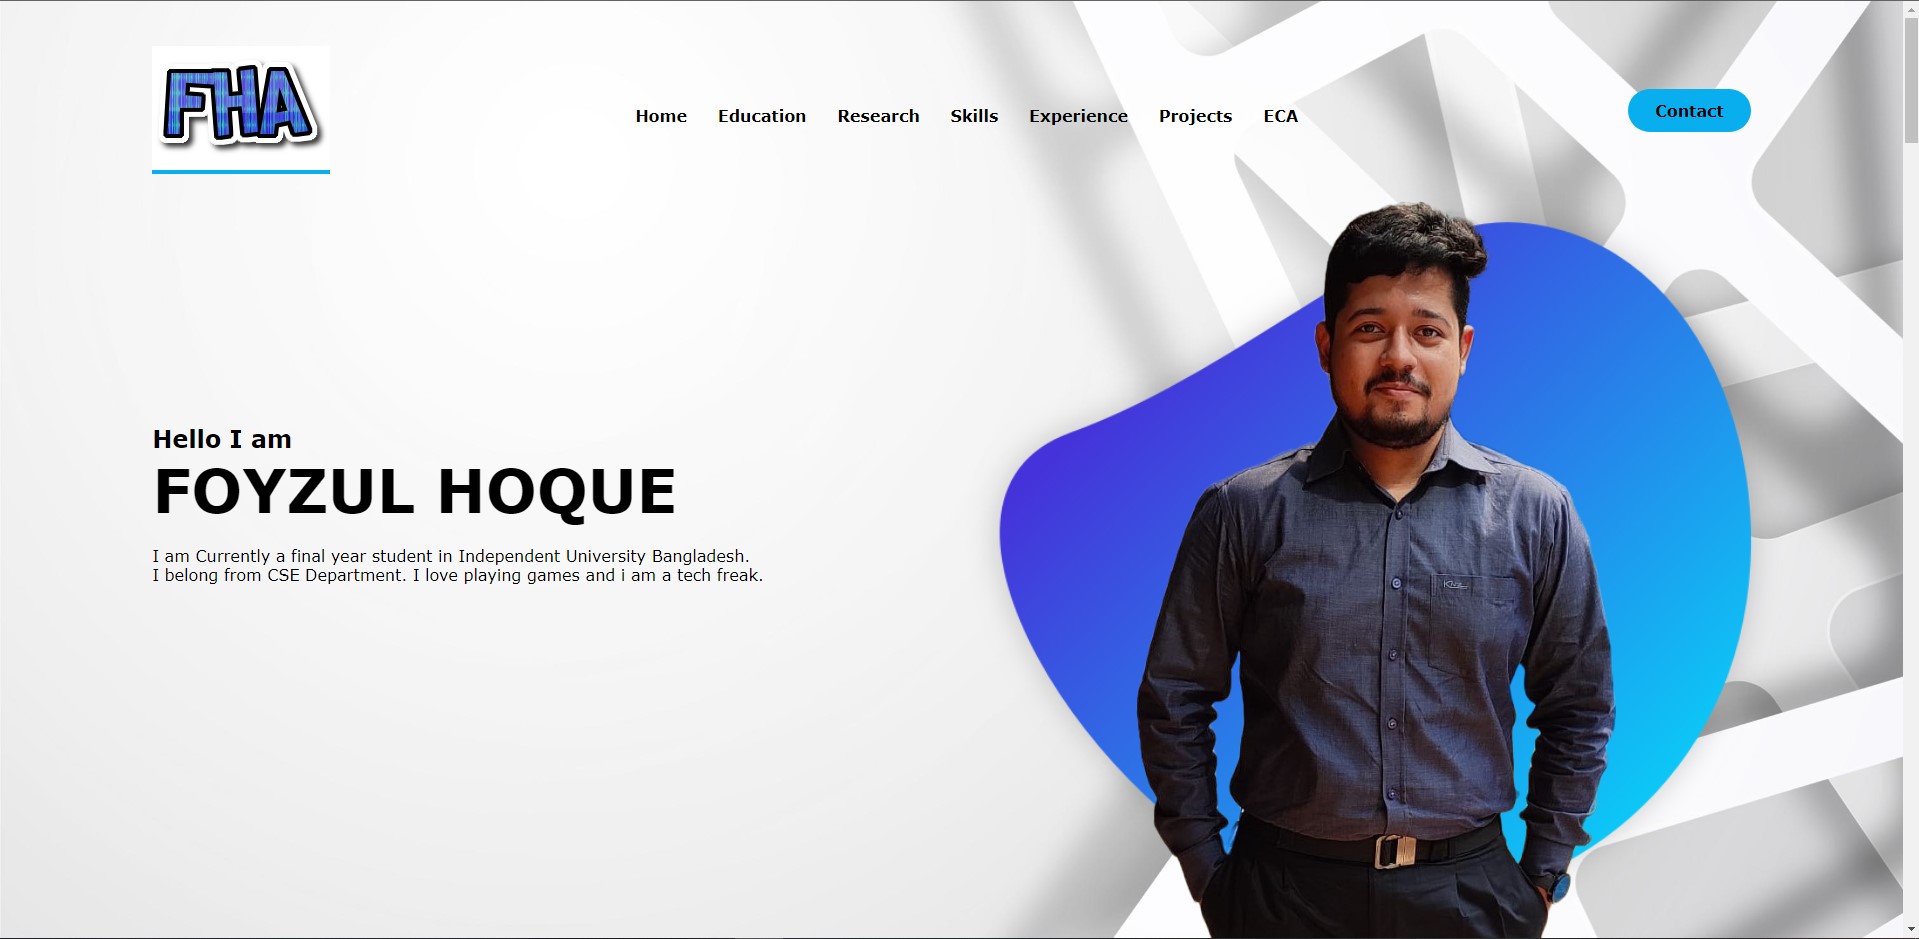 FHA
Home Education Research Skills Experience Projects ECA
Contact
Hello I am
FOYZUL HOQUE
I am Currently a final year student in Independent University Bangladesh.
I belong from CSE Department. I love playing games and i am a tech freak.